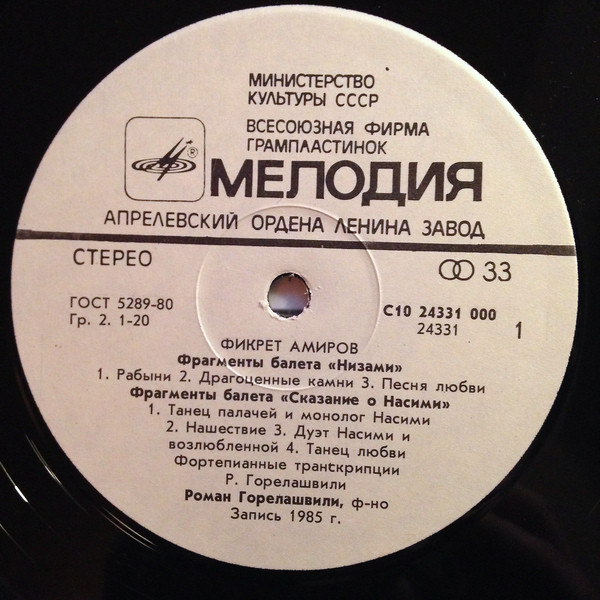 МИНИСТЕРСТВО
КУЛЬТУРЫ СССР
ВСЕСОЮЗНАЯ ФИРМА
ГРАМПЛАСТИНОК
®
МЕЛОДИЯ
АПРЕЛЕВСКИЙ ОРДЕНА ЛЕНИНА ЗАВОД
СТЕРЕО
33
ГОСТ 5289-80
Гр. 2. 1-20
С10 24331 000
24331
1
ФИКРЕТ АМИРОВ
Фрагменты балета «Низами»
1. Рабыни 2. Драгоценные камни 3. Песня любви
Фрагменты балета «Сказание о Насими»
1. Танец палачей и монолог Насими
2. Нашествие 3. Дуэт Насими и
возлюбленной 4. Танец любви
Фортепианные транскрипции
Р. Горелашвили
Роман Горелашвили, ф-но
Запись 1985 г.